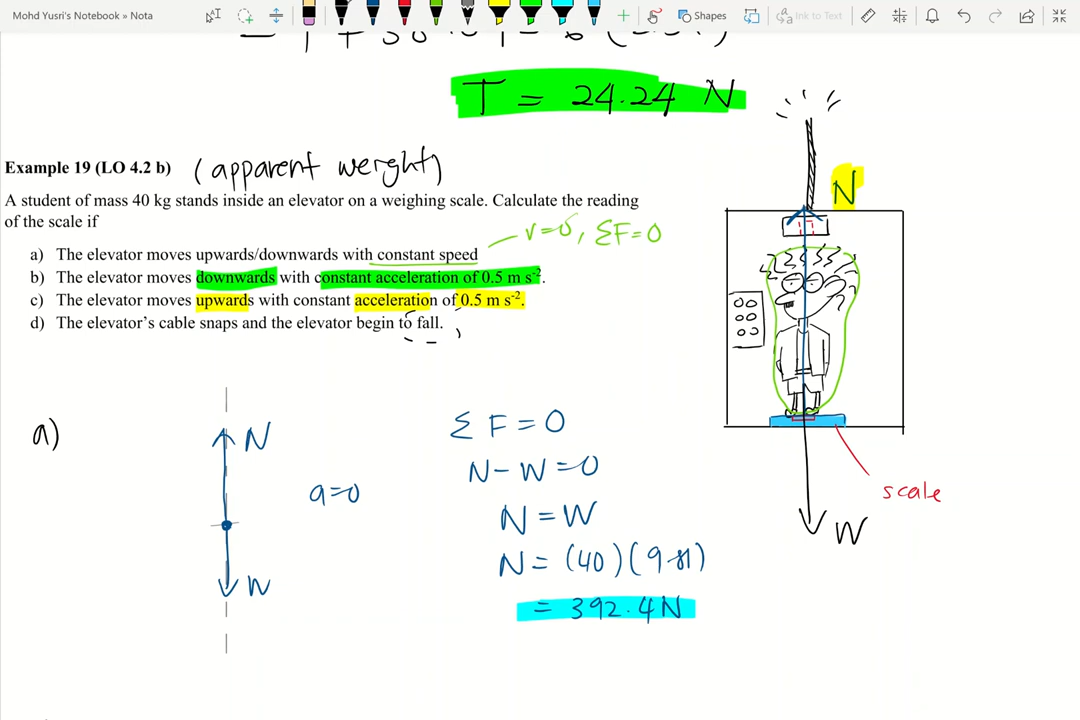 Mohd Yusri's Notebook » Nota
Shapes
Ink to Text
T = 24.24 N
Example 19 (LO 4.2 b) (apparent weight)
A student of mass 40 kg stands inside an elevator on a weighing scale. Calculate the reading
of the scale if
v=0, ΣF=0
a) The elevator moves upwards/downwards with constant speed
b) The elevator moves downwards with constant acceleration of 0.5 m s⁻².
c) The elevator moves upwards with constant acceleration of 0.5 m s⁻².
d) The elevator's cable snaps and the elevator begin to fall.
N
scale
W
a)
N
a=0
W
ΣF=0
N-W=0
N=W
N=(40)(9.81)
= 392.4N